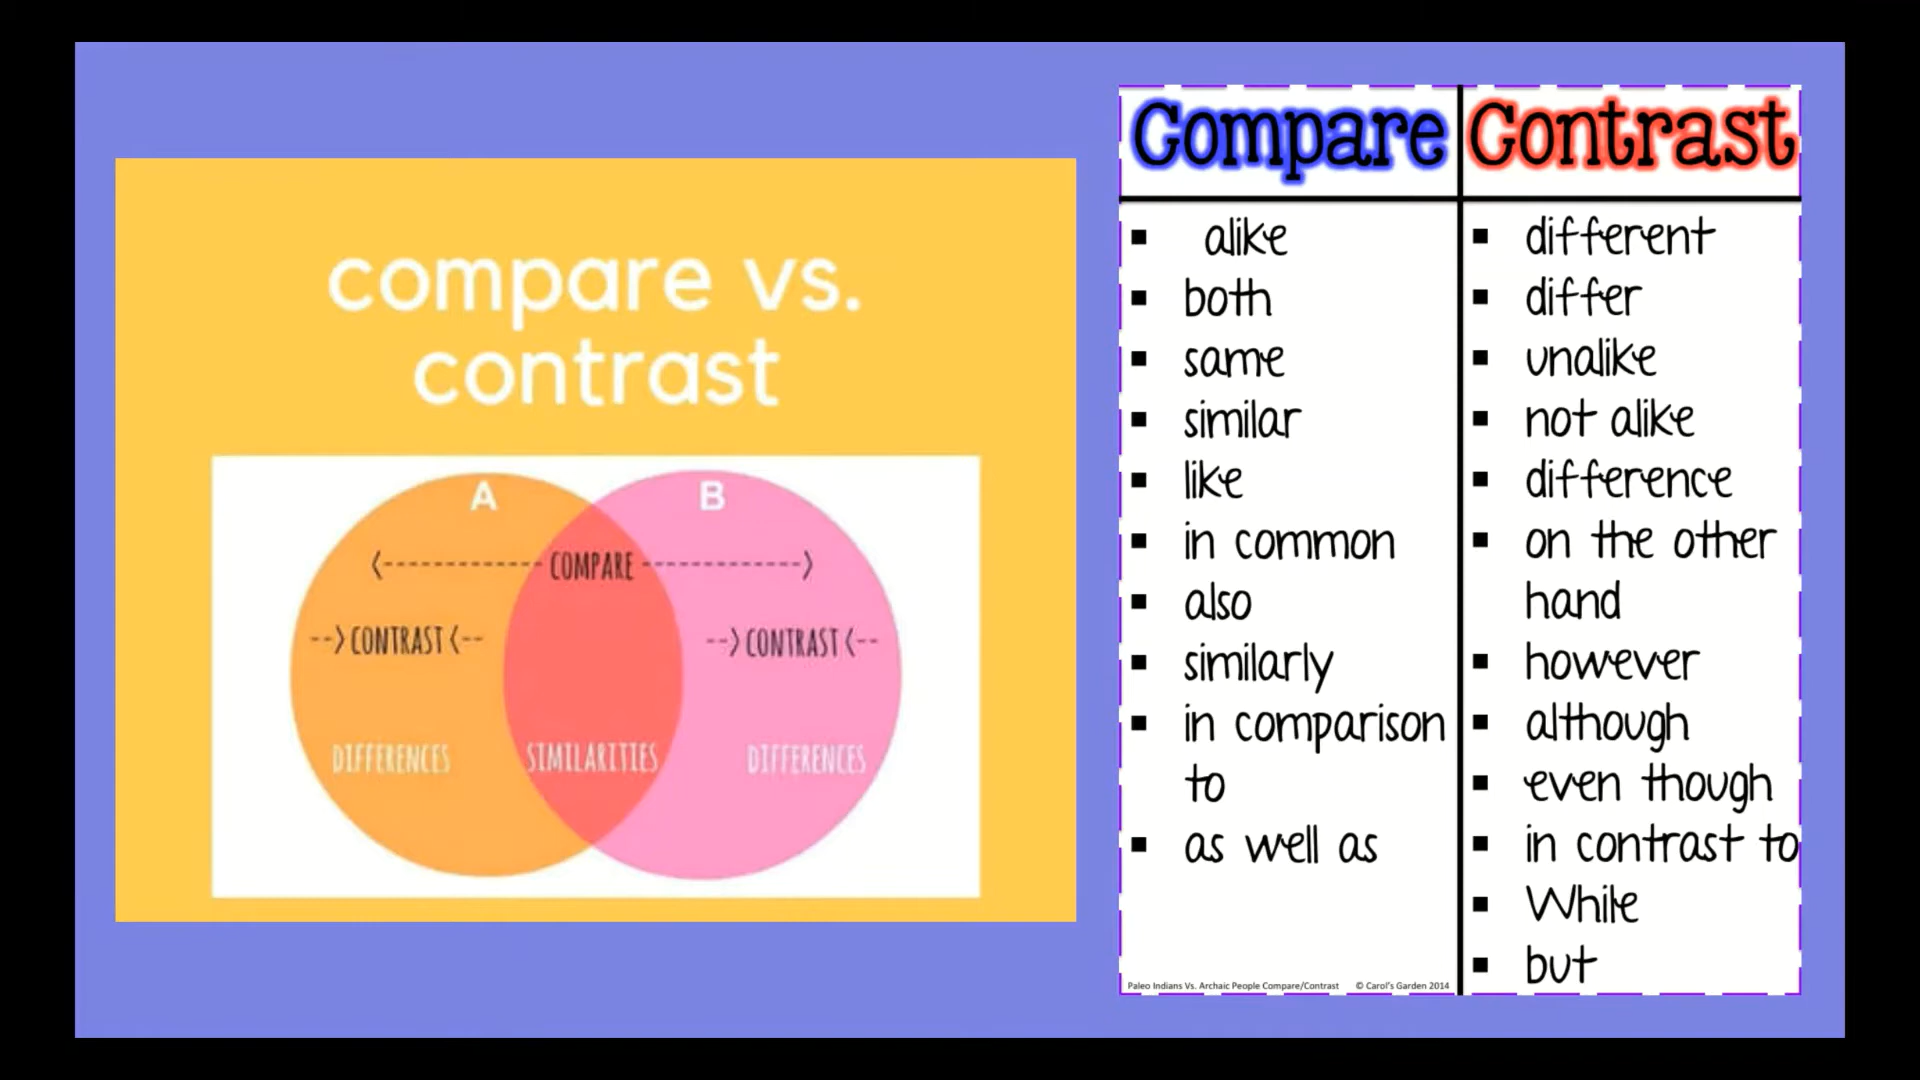 compare vs.
contrast
A
B
<------------ COMPARE ------------->
-->CONTRAST<--
-->CONTRAST<--
DIFFERENCES
SIMILARITIES
DIFFERENCES
Compare
▪ alike
▪ both
▪ same
▪ similar
▪ like
▪ in common
▪ also
▪ similarly
▪ in comparison
to
▪ as well as
Paleo Indians Vs. Archaic People Compare/Contrast © Carol's Garden 2014
Contrast
▪ different
▪ differ
▪ unalike
▪ not alike
▪ difference
▪ on the other
hand
▪ however
▪ although
▪ even though
▪ in contrast to
▪ While
▪ but